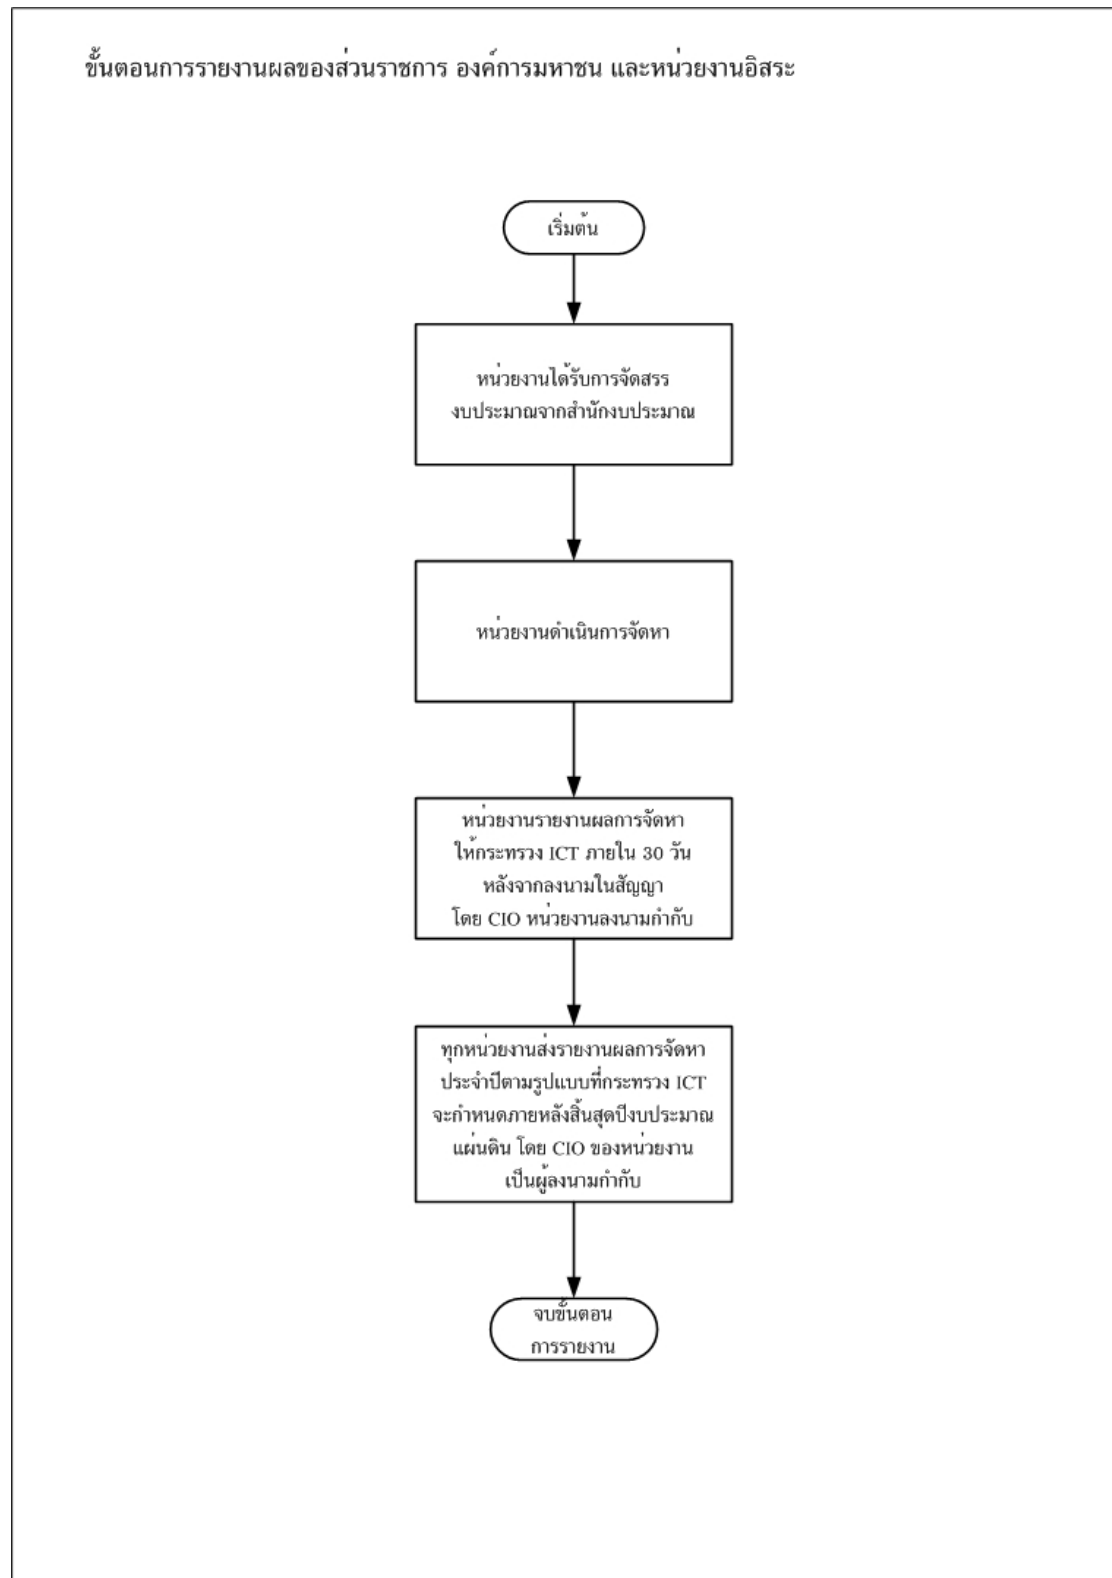 ขั้นตอนการรายงานผลของส่วนราชการ องค์การมหาชน และหน่วยงานอิสระ
เริ่มต้น
หน่วยงานได้รับการจัดสรร
งบประมาณจากสำนักงบประมาณ
หน่วยงานดำเนินการจัดหา
หน่วยงานรายงานผลการจัดหา
ให้กระทรวง ICT ภายใน 30 วัน
หลังจากลงนามในสัญญา
โดย CIO หน่วยงานลงนามกำกับ
ทุกหน่วยงานส่งรายงานผลการจัดหา
ประจำปีตามรูปแบบที่กระทรวง ICT
จะกำหนดภายหลังสิ้นสุดปีงบประมาณ
แผ่นดิน โดย CIO ของหน่วยงาน
เป็นผู้ลงนามกำกับ
จบขั้นตอน
การรายงาน